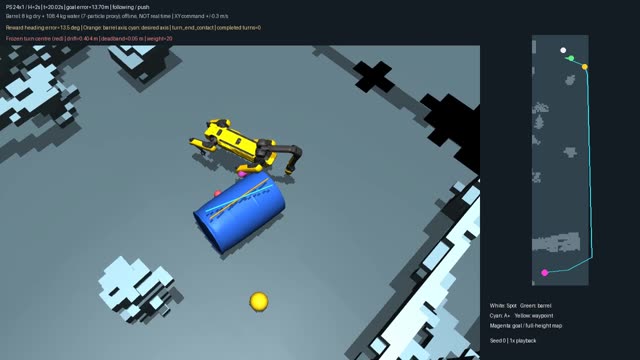 PS 24x1 / H=2s | t=20.02s | goal error=13.70m | following / push
Barrel: 8 kg dry + 108.4 kg water (7-particle proxy); offline, NOT real time | XY command +/-0.3 m/s
Reward heading error=13.5 deg | Orange: barrel axis; cyan: desired axis | turn_end_contact | completed turns=0
Frozen turn centre (red) | drift=0.404 m | deadband=0.05 m | weight=20
White: Spot  Green: barrel
Cyan: A*  Yellow: waypoint
Magenta: goal / full-height map
Seed 0 | 1x playback